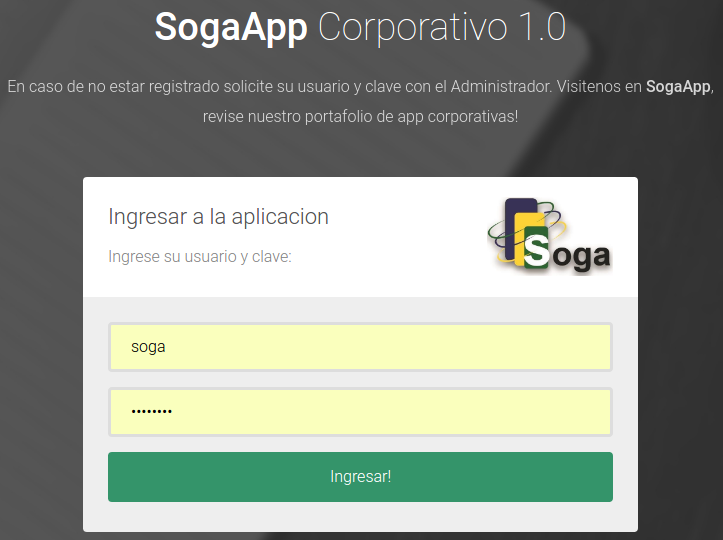 SogaApp Corporativo 1.0
En caso de no estar registrado solicite su usuario y clave con el Administrador. Visitenos en SogaApp,
revise nuestro portafolio de app corporativas!
Ingresar a la aplicacion
Soga
Ingrese su usuario y clave:
soga
••••••••
Ingresar!